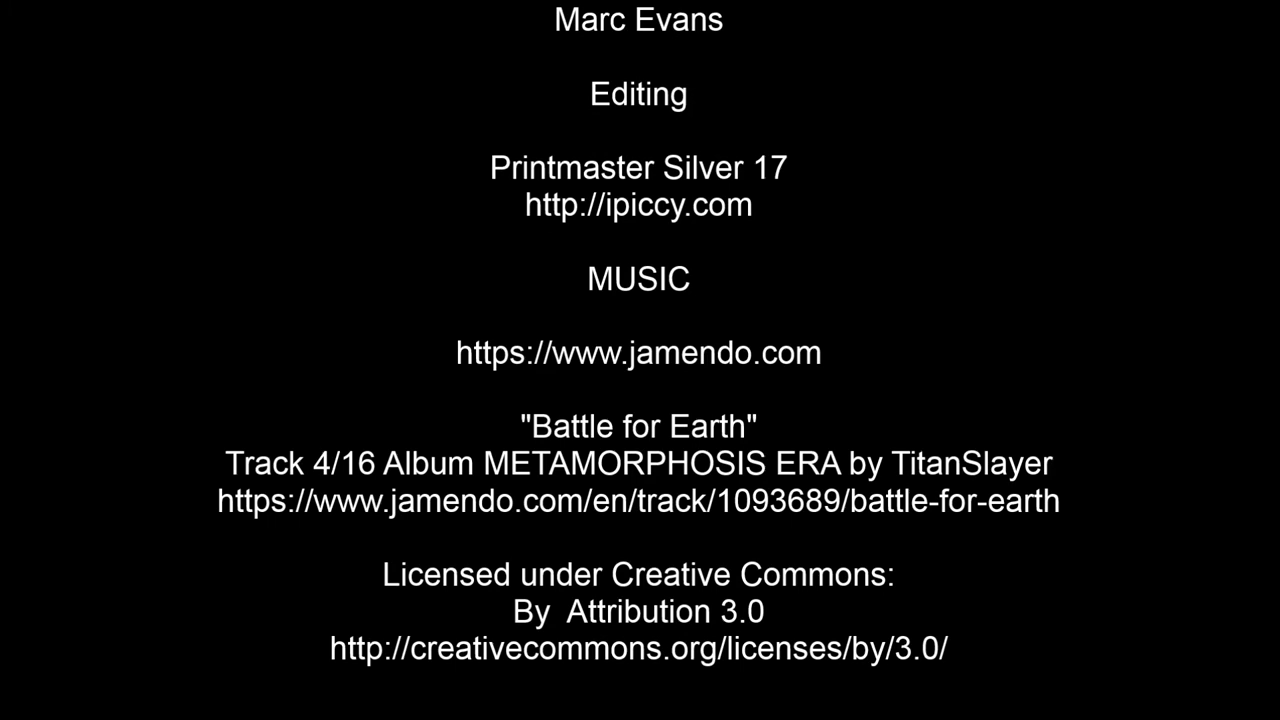 Marc Evans
Editing
Printmaster Silver 17
http://ipiccy.com
MUSIC
https://www.jamendo.com
"Battle for Earth"
Track 4/16 Album METAMORPHOSIS ERA by TitanSlayer
https://www.jamendo.com/en/track/1093689/battle-for-earth
Licensed under Creative Commons:
By  Attribution 3.0
http://creativecommons.org/licenses/by/3.0/